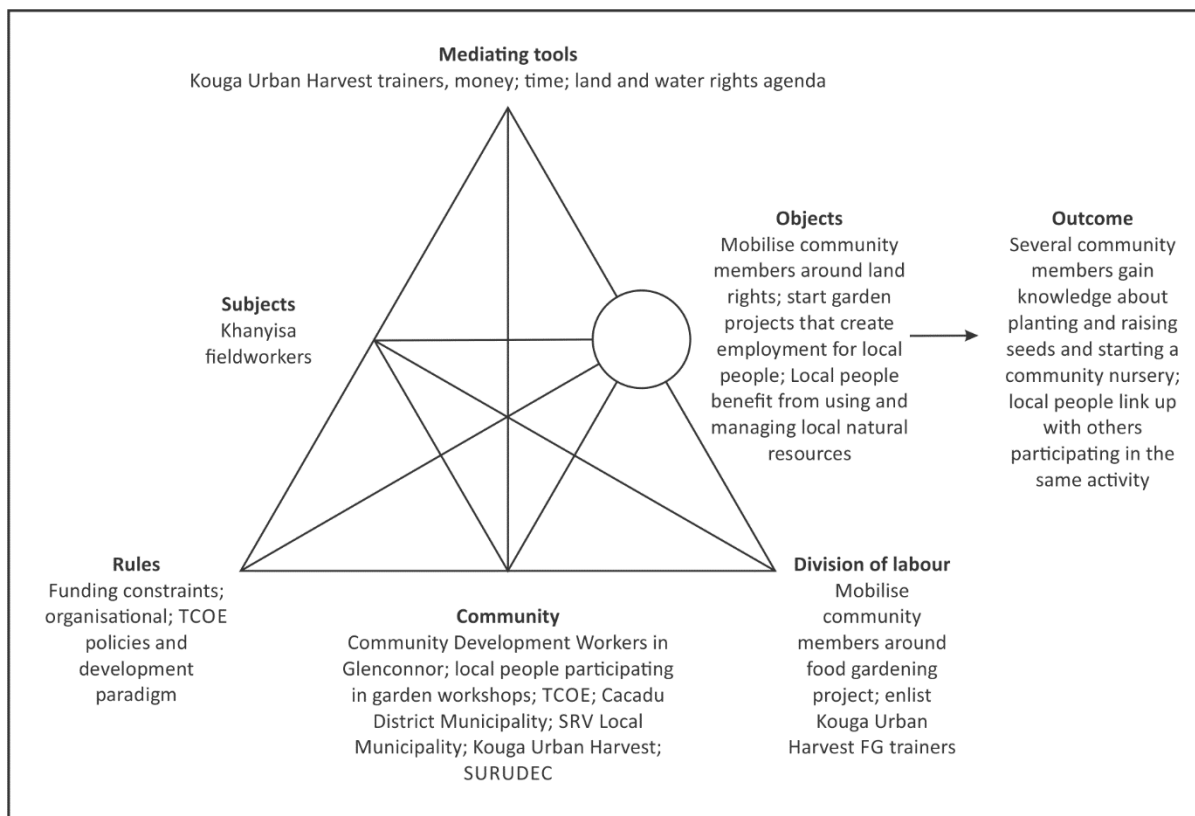 Mediating tools
Kouga Urban Harvest trainers, money; time; land and water rights agenda
Subjects
Khanyisa
fieldworkers
Objects
Mobilise community
members around land
rights; start garden
projects that create
employment for local
people; Local people
benefit from using and
managing local natural
resources
Outcome
Several community
members gain
knowledge about
planting and raising
seeds and starting a
community nursery;
local people link up
with others
participating in the
same activity
Rules
Funding constraints;
organisational; TCOE
policies and
development
paradigm
Community
Community Development Workers in
Glenconnor; local people participating
in garden workshops; TCOE; Cacadu
District Municipality; SRV Local
Municipality; Kouga Urban Harvest;
SURUDEC
Division of labour
Mobilise
community
members around
food gardening
project; enlist
Kouga Urban
Harvest FG trainers